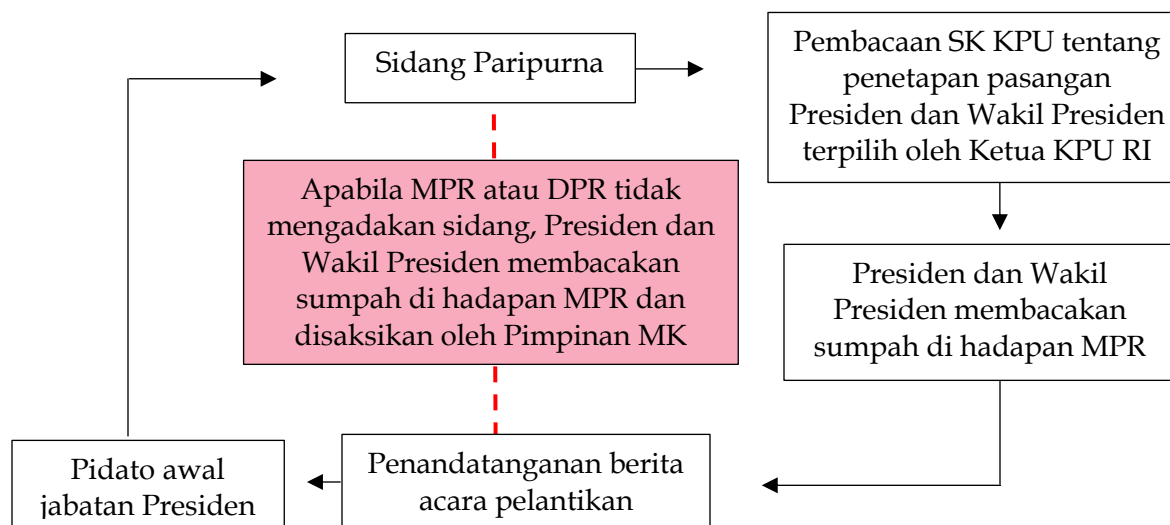 Sidang Paripurna
Pembacaan SK KPU tentang
penetapan pasangan
Presiden dan Wakil Presiden
terpilih oleh Ketua KPU RI
Apabila MPR atau DPR tidak
mengadakan sidang, Presiden dan
Wakil Presiden membacakan
sumpah di hadapan MPR dan
disaksikan oleh Pimpinan MK
Presiden dan Wakil
Presiden membacakan
sumpah di hadapan MPR
Penandatanganan berita
acara pelantikan
Pidato awal
jabatan Presiden